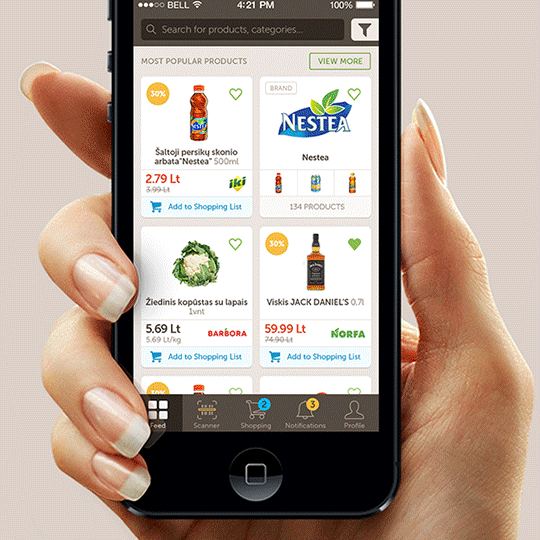 BELL 4:21 PM 100%
Search for products, categories...
MOST POPULAR PRODUCTS
VIEW MORE
30%
Šaltoji persikų skonio
arbata"Nestea" 500ml
2.79 Lt
3.99 Lt
iki
Add to Shopping List
BRAND
NESTEA
Nestea
134 PRODUCTS
Žiedinis kopūstas su lapais
1vnt
5.69 Lt
5.69 Lt/kg
BARBORA
Add to Shopping List
30%
Viskis JACK DANIEL'S 0.7l
59.99 Lt
74.90 Lt
NORFA
Add to Shopping List
30%
Feed
Scanner
2
Shopping
3
Notifications
Profile